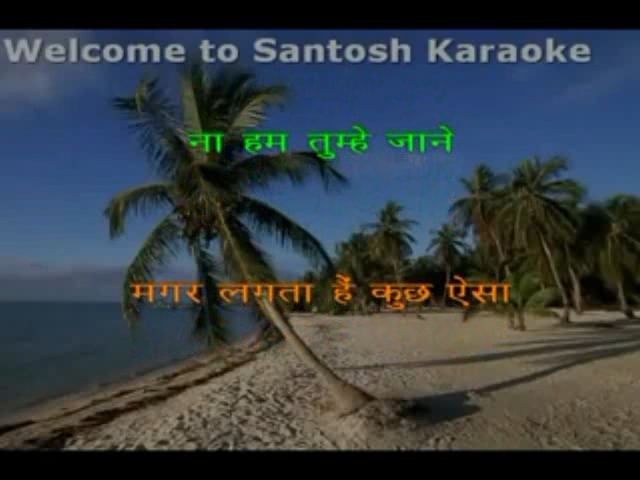 Welcome to Santosh Karaoke
ना हम तुम्हे जाने
मगर लगता हैं कुछ ऐसा